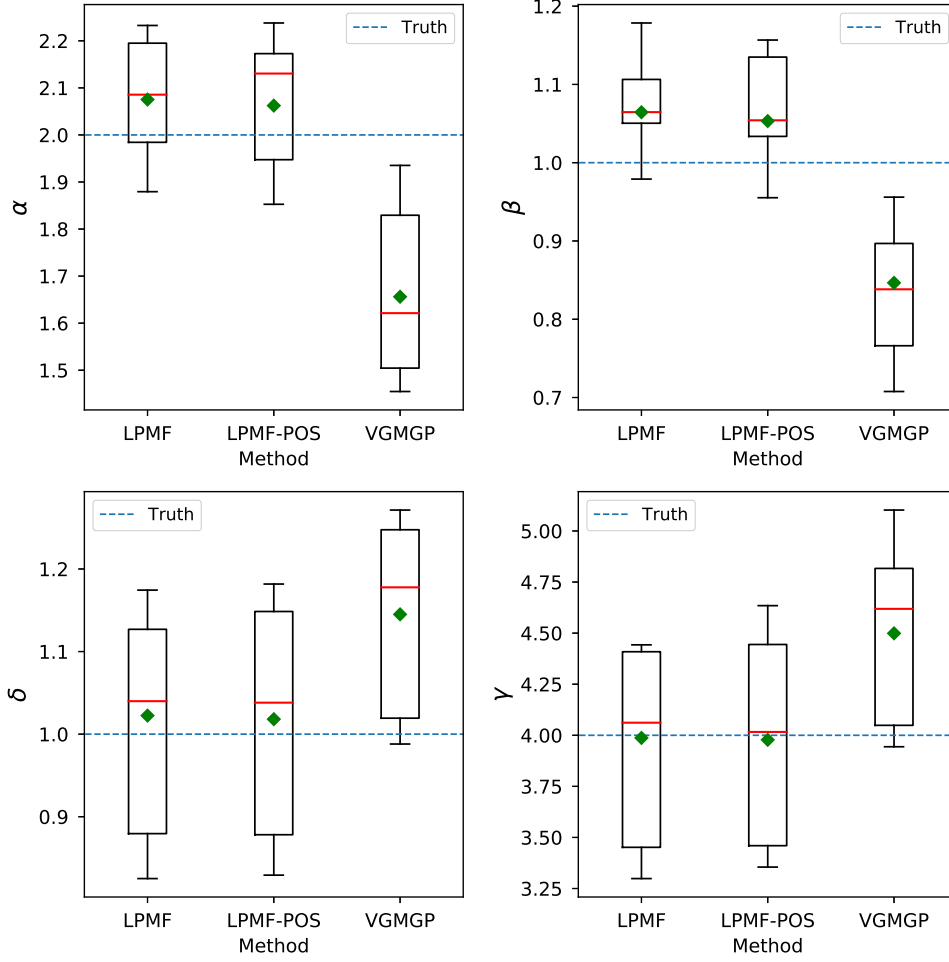 Truth
2.2
2.1
2.0
1.9
1.8
1.7
1.6
1.5
α
LPMF LPMF-POS VGMGP
Method
Truth
1.2
1.1
1.0
0.9
0.8
0.7
β
LPMF LPMF-POS VGMGP
Method
Truth
1.2
1.1
1.0
0.9
δ
LPMF LPMF-POS VGMGP
Method
Truth
5.00
4.75
4.50
4.25
4.00
3.75
3.50
3.25
γ
LPMF LPMF-POS VGMGP
Method